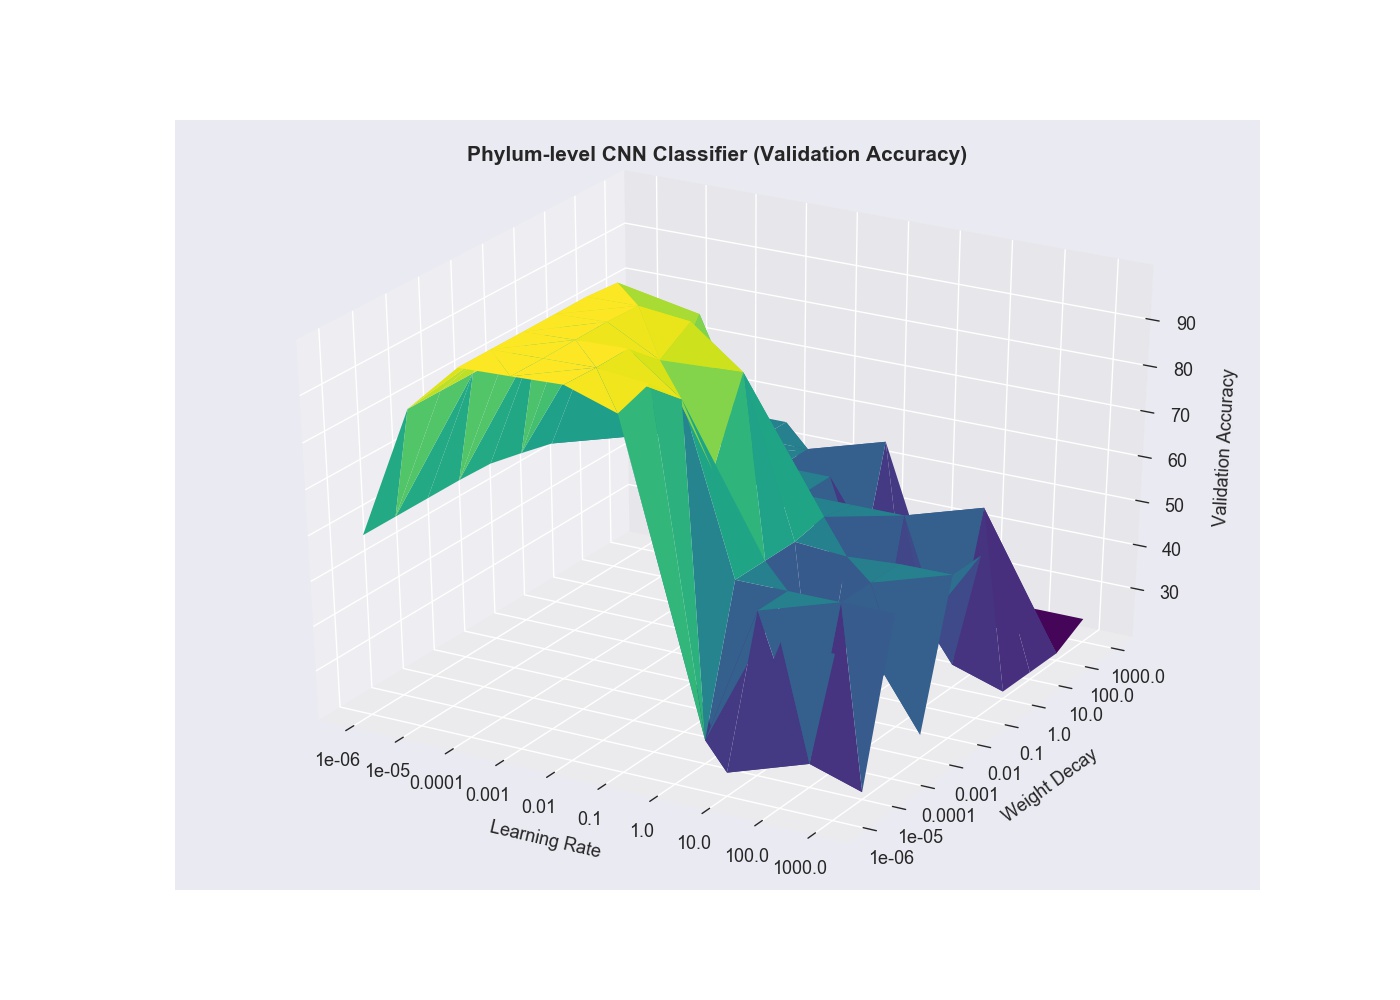 Phylum-level CNN Classifier (Validation Accuracy)
90
80
70
60
50
40
30
Validation Accuracy
1e-06
1e-05
0.0001
0.001
0.01
0.1
1.0
10.0
100.0
1000.0
Learning Rate
1000.0
100.0
10.0
1.0
0.1
0.01
0.001
0.0001
1e-05
1e-06
Weight Decay